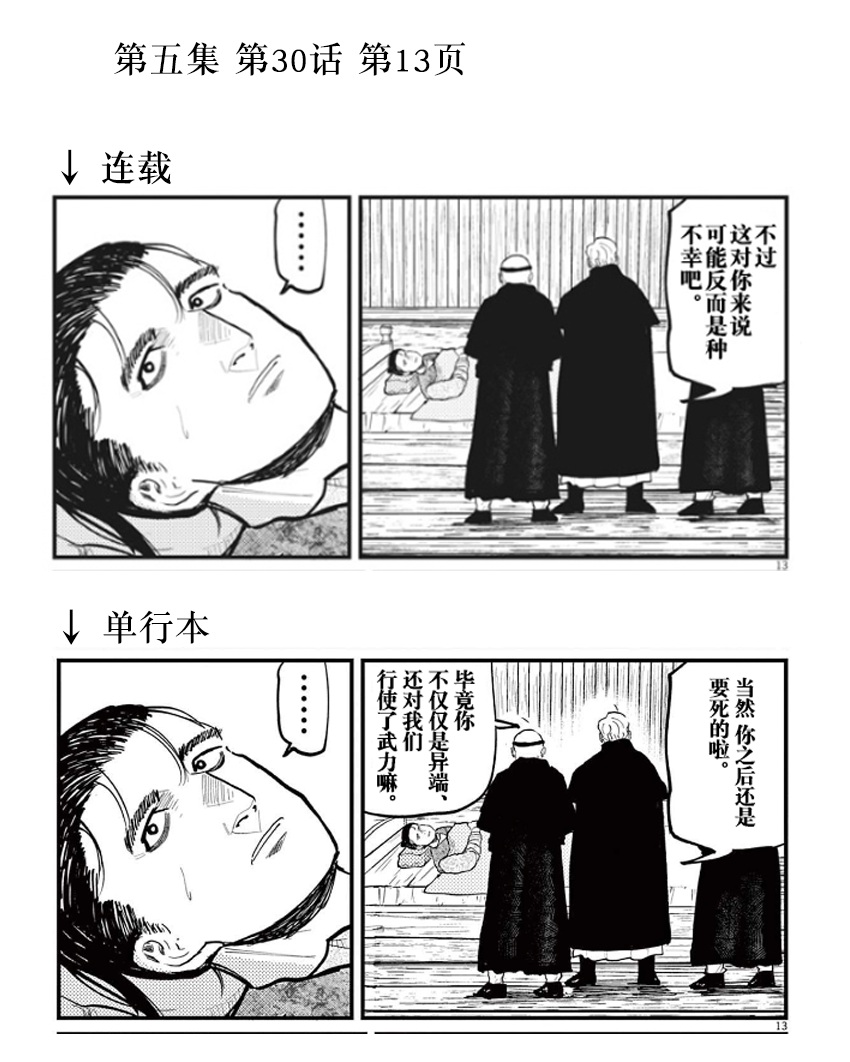 第五集 第30话 第13页
↓ 连载
不过
这对你来说
可能反而是种
不幸吧。
……
13
↓ 单行本
当然 你之后还是
要死的啦。
毕竟你
不仅仅是异端、
还对我们
行使了武力嘛。
……
13